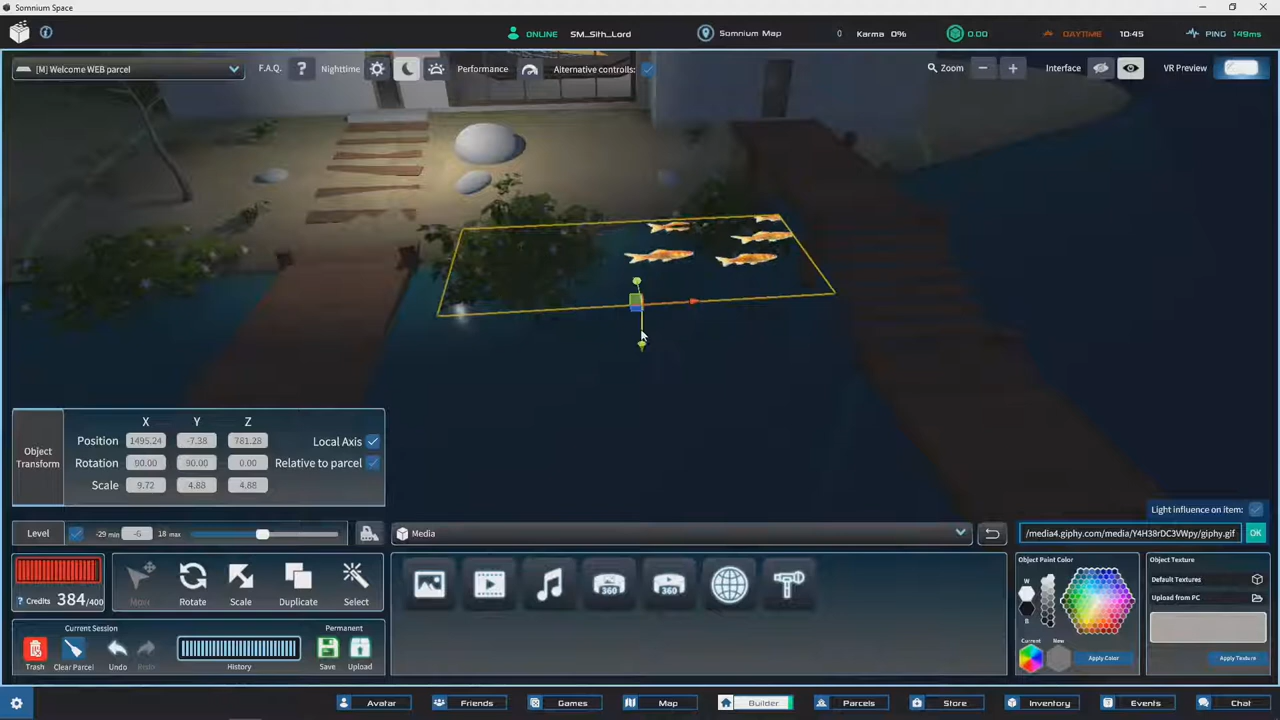 Somnium Space
ONLINE SM_Sith_Lord Somnium Map 0 Karma 0% 0.00 DAYTIME 10:45 PING 149ms
[M] Welcome WEB parcel F.A.Q. ? Nighttime Performance Alternative controlls: Zoom Interface VR Preview
X Y Z
Object Transform
Position 1495.24 -7.38 781.28 Local Axis
Rotation 90.00 90.00 0.00 Relative to parcel
Scale 9.72 4.88 4.88
Light influence on item:
Level -29 min -6 18 max Media /media4.giphy.com/media/Y4H38rDC3VWpy/giphy.gif OK
Object Paint Color Object Texture
Default Textures
Upload from PC
W
B
Current New
Apply Color Apply Texture
? Credits 384/400
Move Rotate Scale Duplicate Select
360 360
Current Session Permanent
Trash Clear Parcel Undo Redo History Save Upload
Avatar Friends Games Map Builder Parcels Store Inventory Events Chat